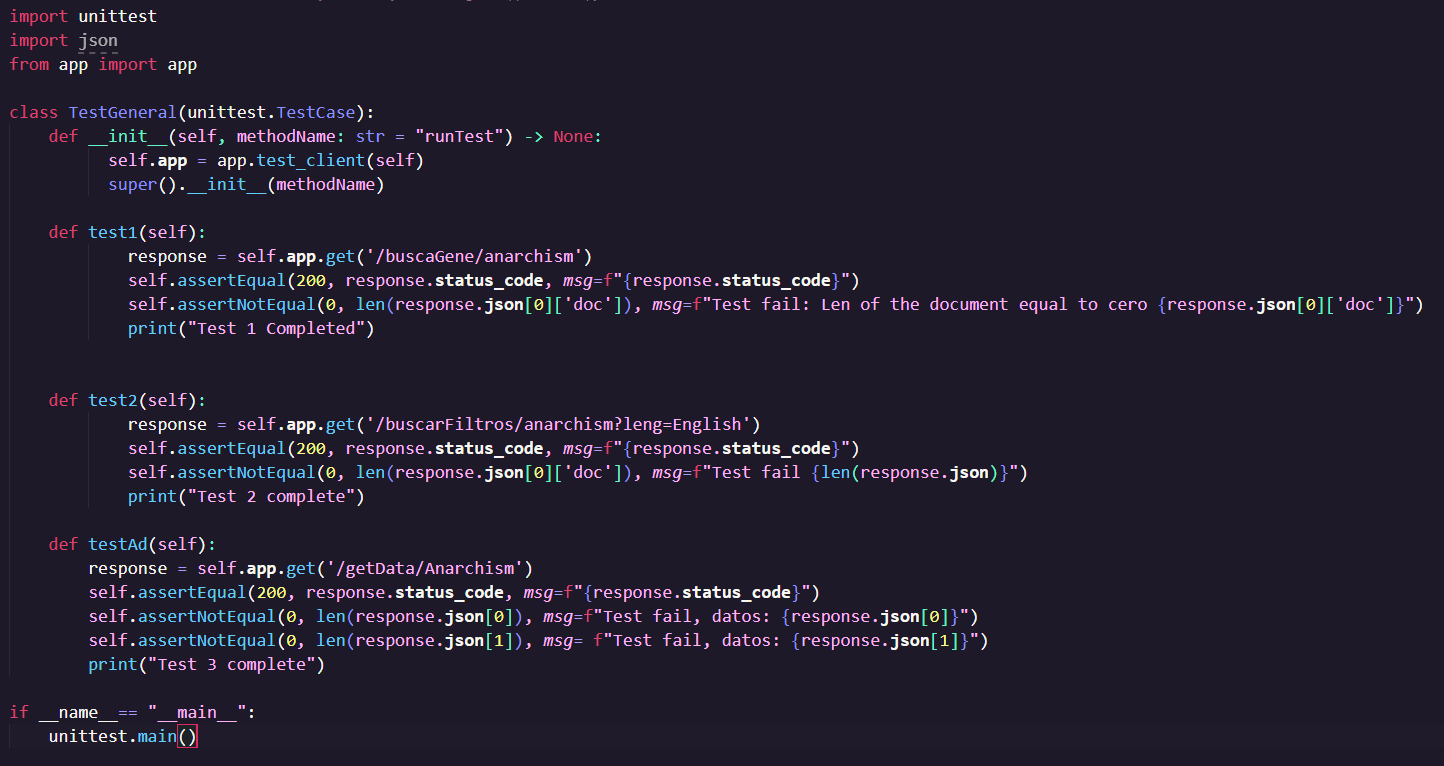 import unittest
import json
from app import app
class TestGeneral(unittest.TestCase):
    def __init__(self, methodName: str = "runTest") -> None:
          self.app = app.test_client(self)
          super().__init__(methodName)
    def test1(self):
            response = self.app.get('/buscaGene/anarchism')
            self.assertEqual(200, response.status_code, msg=f"{response.status_code}")
            self.assertNotEqual(0, len(response.json[0]['doc']), msg=f"Test fail: Len of the document equal to cero {response.json[0]['doc']}")
            print("Test 1 Completed")
    def test2(self):
            response = self.app.get('/buscarFiltros/anarchism?leng=English')
            self.assertEqual(200, response.status_code, msg=f"{response.status_code}")
            self.assertNotEqual(0, len(response.json[0]['doc']), msg=f"Test fail {len(response.json)}")
            print("Test 2 complete")
    def testAd(self):
        response = self.app.get('/getData/Anarchism')
        self.assertEqual(200, response.status_code, msg=f"{response.status_code}")
        self.assertNotEqual(0, len(response.json[0]), msg=f"Test fail, datos: {response.json[0]}")
        self.assertNotEqual(0, len(response.json[1]), msg= f"Test fail, datos: {response.json[1]}")
        print("Test 3 complete")
if __name__== "__main__":
    unittest.main()